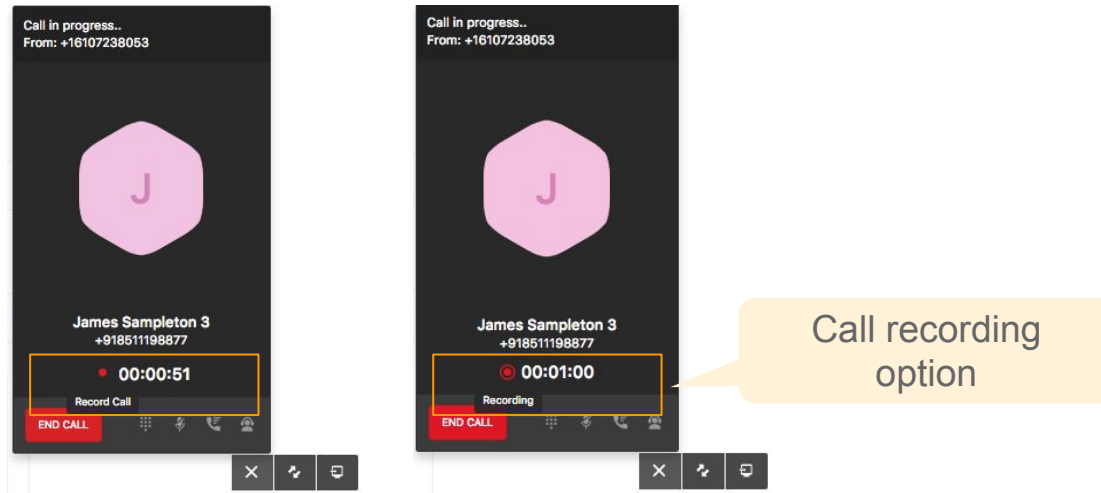 Call in progress..
From: +16107238053
J
James Sampleton 3
+918511198877
00:00:51
Record Call
END CALL
Call in progress..
From: +16107238053
J
James Sampleton 3
+918511198877
00:01:00
Recording
END CALL
Call recording
option